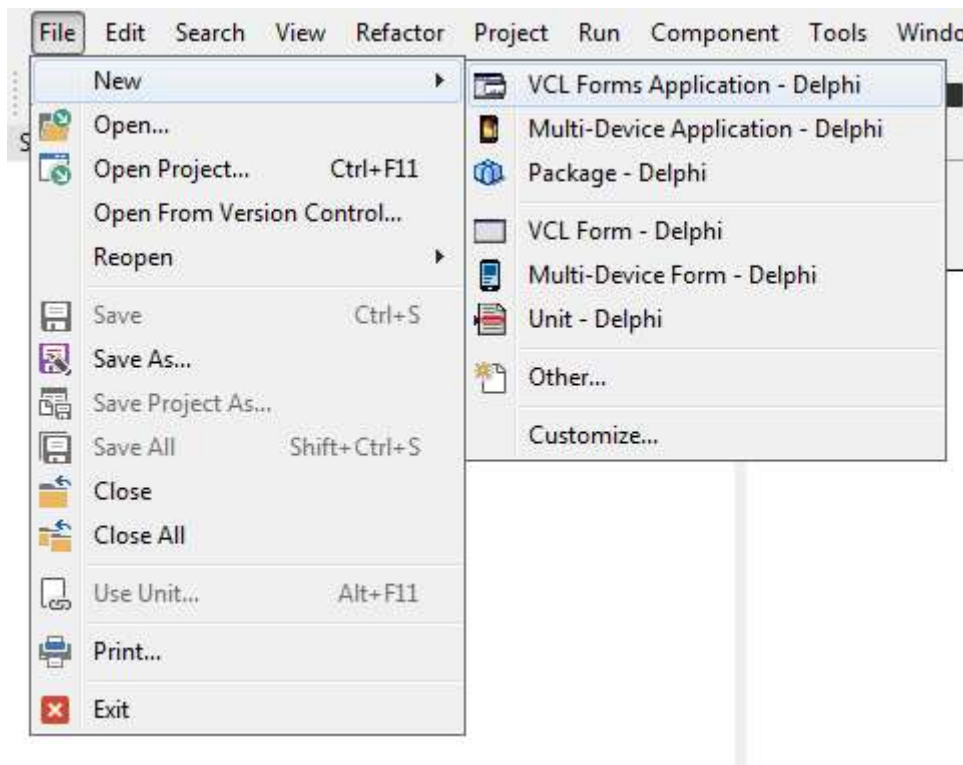 File Edit Search View Refactor Project Run Component Tools
New
Open...
Open Project... Ctrl+F11
Open From Version Control...
Reopen
Save Ctrl+S
Save As...
Save Project As...
Save All Shift+Ctrl+S
Close
Close All
Use Unit... Alt+F11
Print...
Exit
VCL Forms Application - Delphi
Multi-Device Application - Delphi
Package - Delphi
VCL Form - Delphi
Multi-Device Form - Delphi
Unit - Delphi
Other...
Customize...